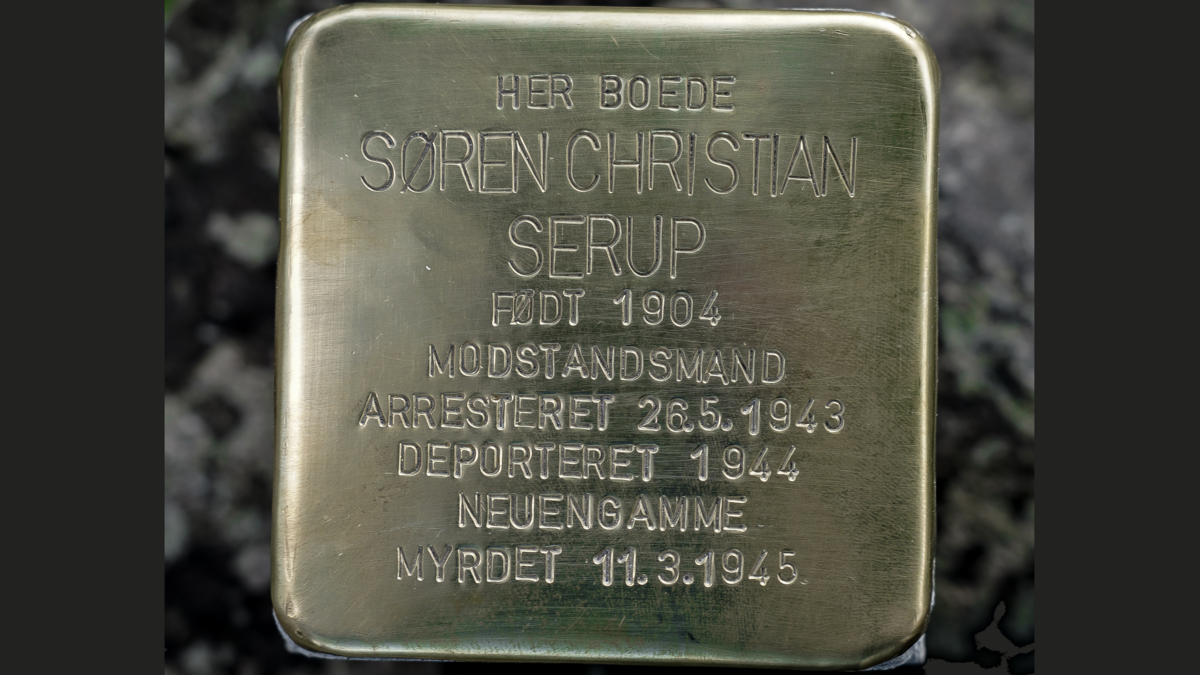 HER BOEDE
SØREN CHRISTIAN
SERUP
FØDT 1904
MODSTANDSMAND
ARRESTERET 26.5.1943
DEPORTERET 1944
NEUENGAMME
MYRDET 11.3.1945